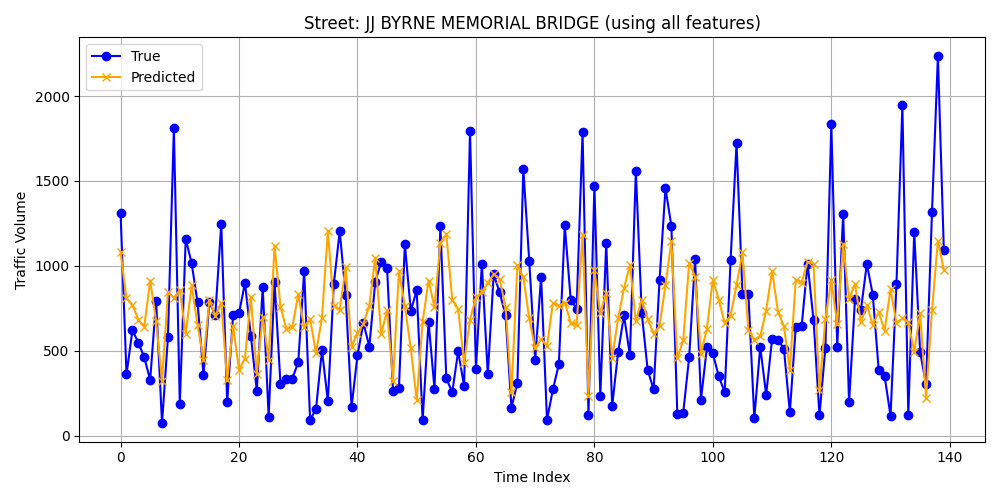 Street: JJ BYRNE MEMORIAL BRIDGE (using all features)
True
Predicted
Traffic Volume
2000
1500
1000
500
0
0 20 40 60 80 100 120 140
Time Index